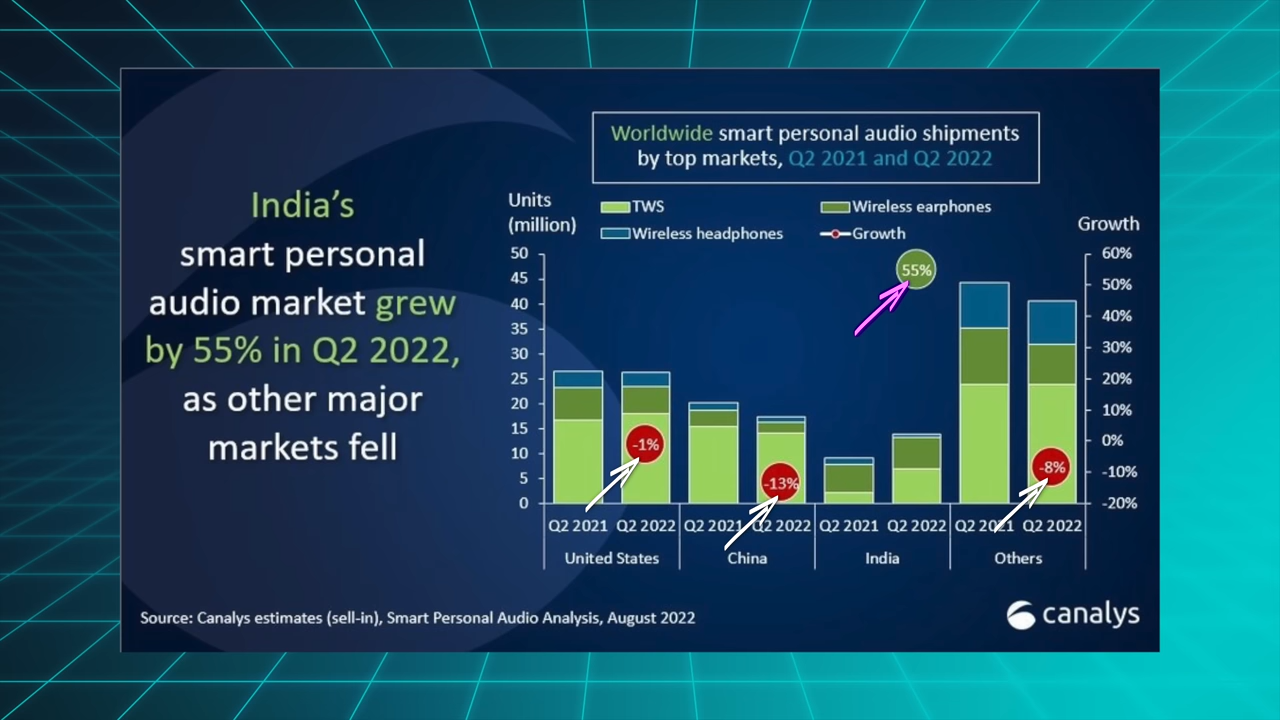 India's
smart personal
audio market grew
by 55% in Q2 2022,
as other major
markets fell
Worldwide smart personal audio shipments
by top markets, Q2 2021 and Q2 2022
Units
(million)
TWS
Wireless earphones
Wireless headphones
Growth
Growth
50
45
40
35
30
25
20
15
10
5
0
60%
50%
40%
30%
20%
10%
0%
-10%
-20%
-1%
-13%
55%
-8%
Q2 2021 Q2 2022 Q2 2021 Q2 2022 Q2 2021 Q2 2022 Q2 2021 Q2 2022
United States China India Others
Source: Canalys estimates (sell-in), Smart Personal Audio Analysis, August 2022
canalys